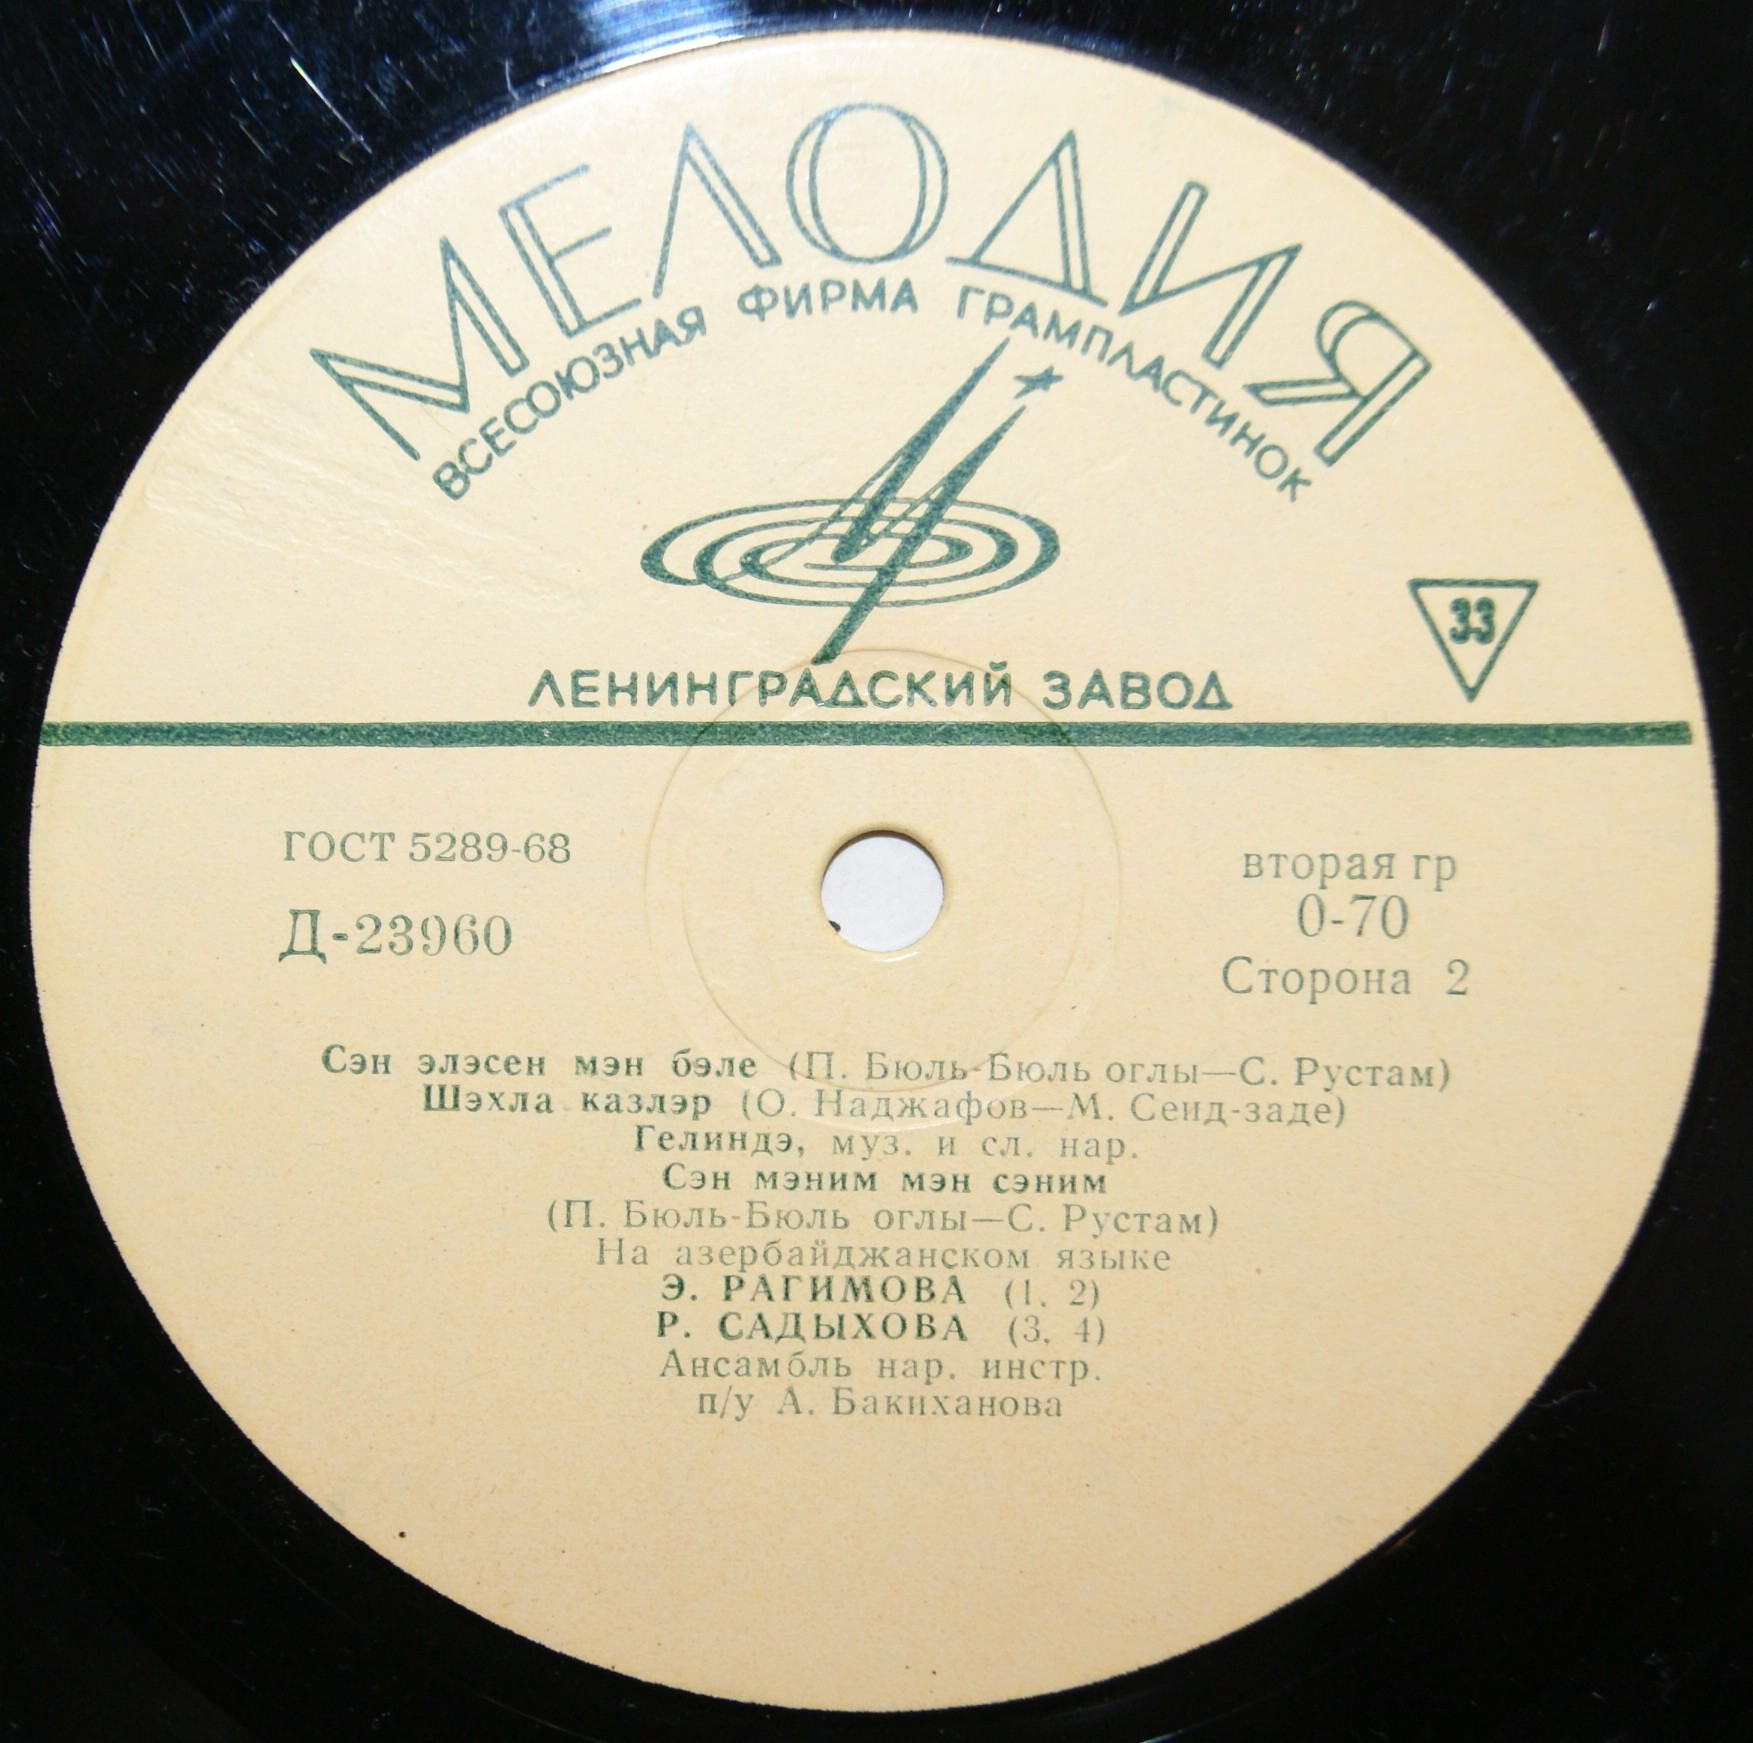 МЕЛОДИЯ
ВСЕСОЮЗНАЯ ФИРМА ГРАМПЛАСТИНОК
33
ЛЕНИНГРАДСКИЙ ЗАВОД
ГОСТ 5289-68
Д-23960
вторая гр
0-70
Сторона 2
Сэн элэсен мэн бэле (П. Бюль-Бюль оглы—С. Рустам)
Шэхла казлэр (О. Наджафов—М. Сеид-заде)
Гелиндэ, муз. и сл. нар.
Сэн мэним мэн сэним
(П. Бюль-Бюль оглы—С. Рустам)
На азербайджанском языке
Э. РАГИМОВА (1, 2)
Р. САДЫХОВА (3, 4)
Ансамбль нар. инстр.
п/у А. Бакиханова